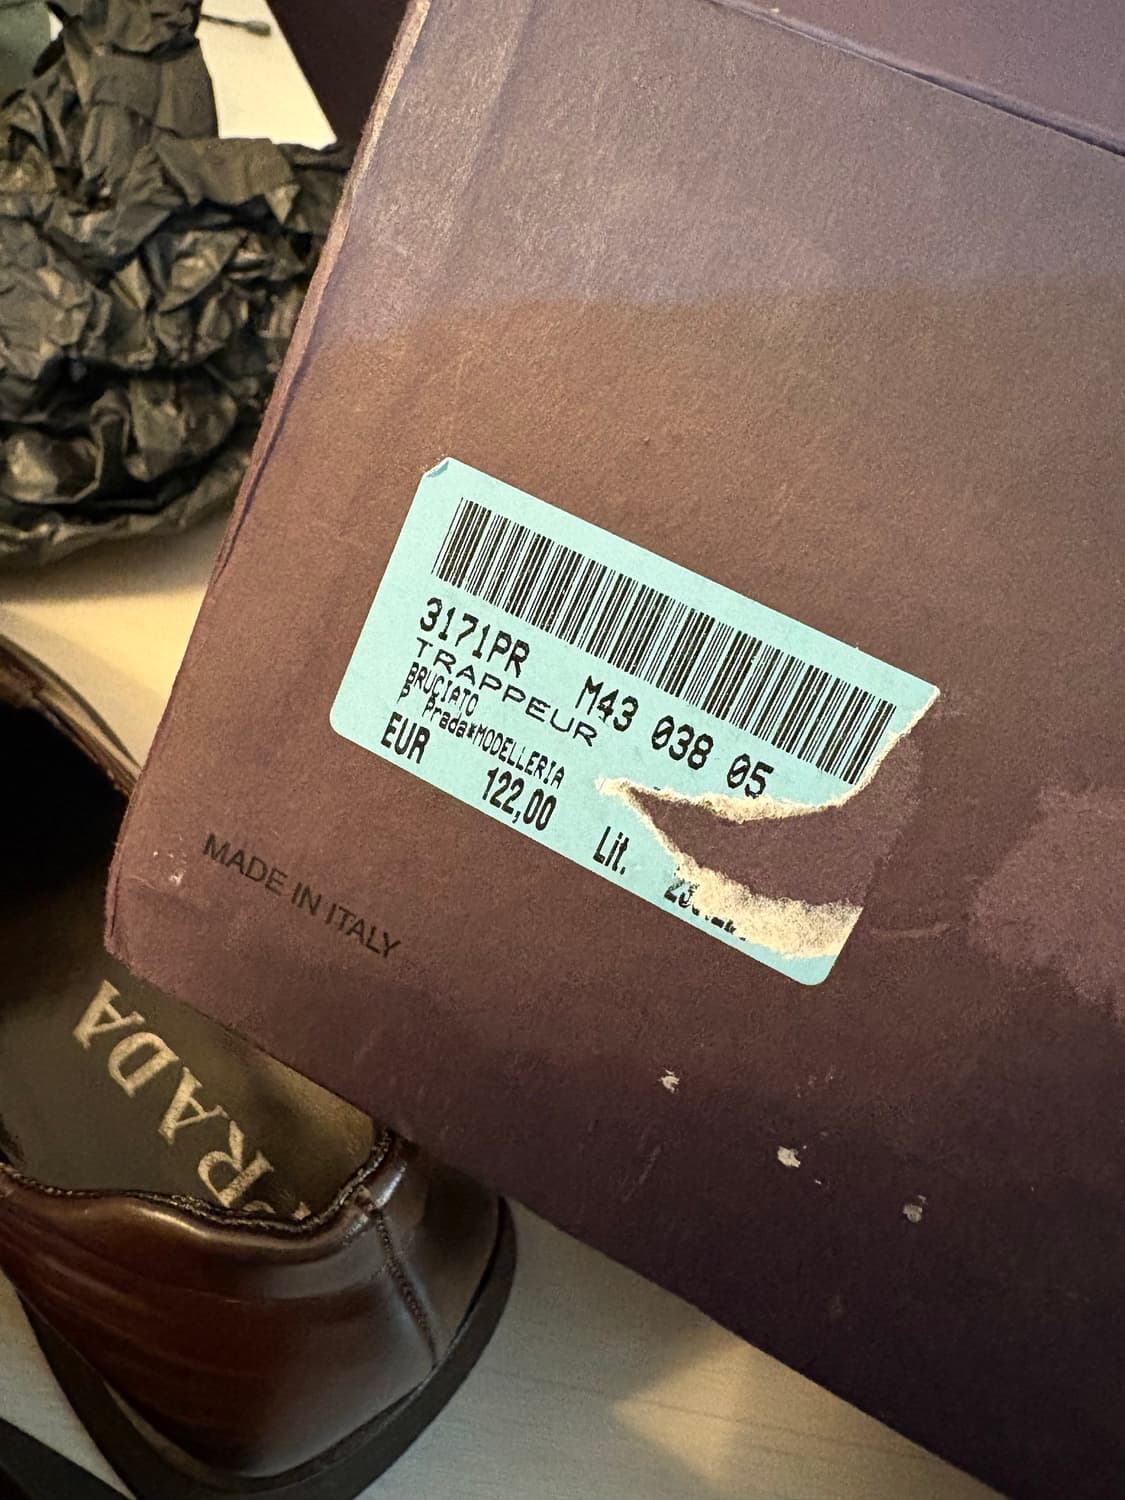 3171PR M43 038 05
TRAPPEUR
BRUCIATO
P Prada*MODELLERIA
EUR 122,00 Lit.
MADE IN ITALY
PRADA